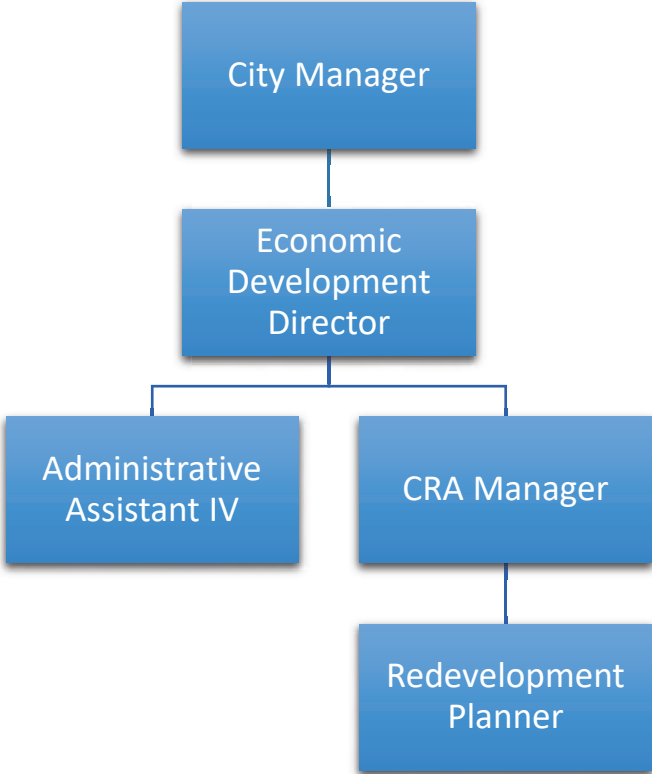 City Manager
Economic
Development
Director
Administrative
Assistant IV
CRA Manager
Redevelopment
Planner